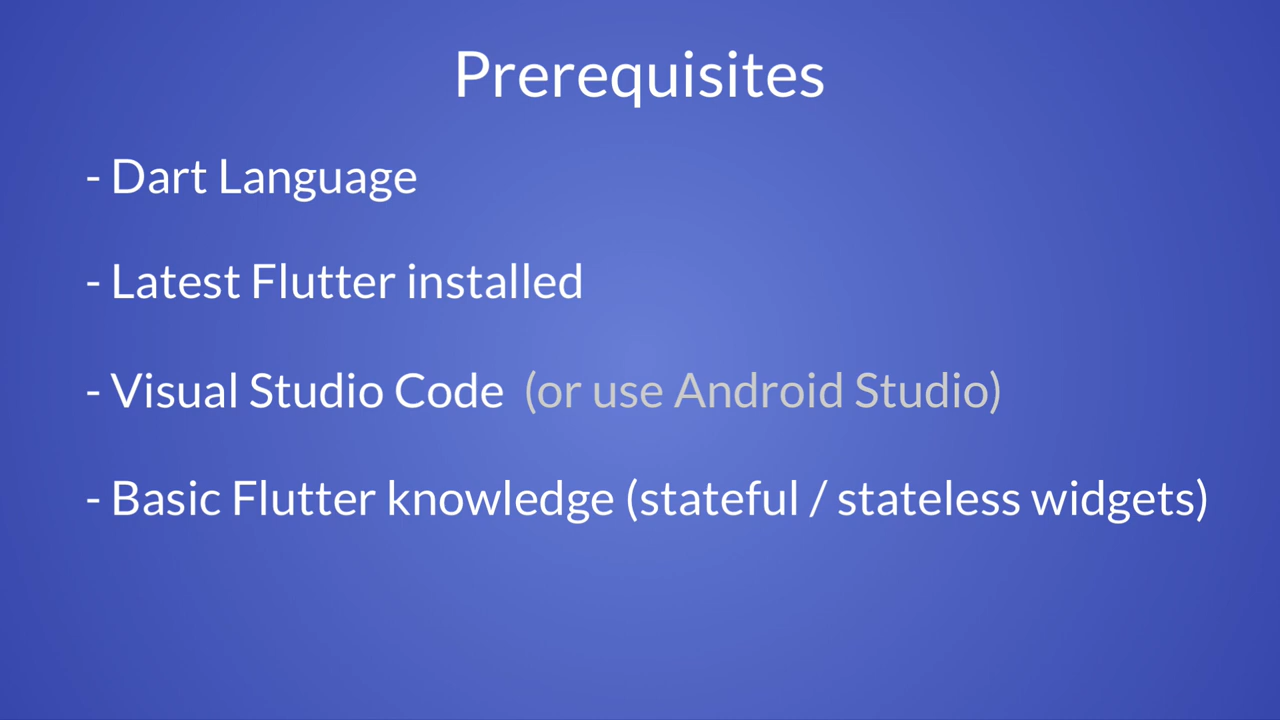 Prerequisites
- Dart Language
- Latest Flutter installed
- Visual Studio Code (or use Android Studio)
- Basic Flutter knowledge (stateful / stateless widgets)